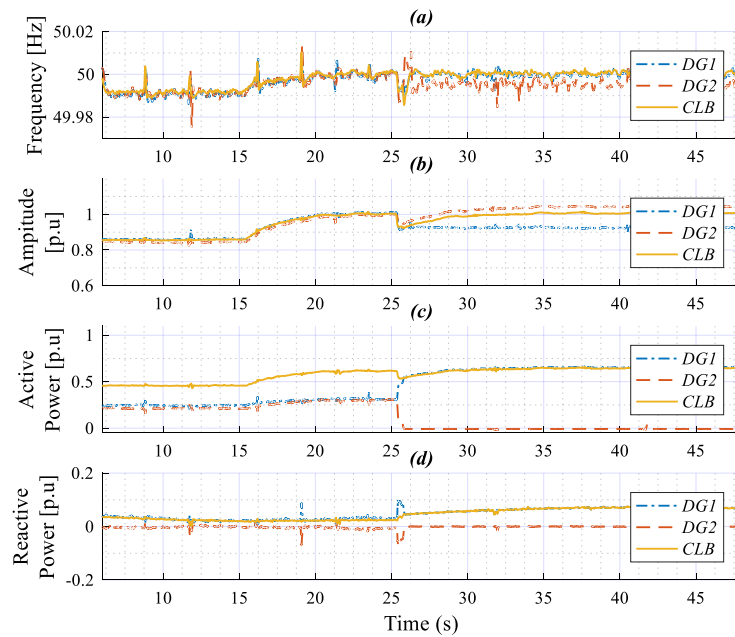 (a)
50.02
50
49.98
Frequency [Hz]
DG1
DG2
CLB
10
15
20
25
30
35
40
45
(b)
1
0.8
0.6
Ampitude
[p.u]
DG1
DG2
CLB
10
15
20
25
30
35
40
45
(c)
1
0.5
0
Active
Power [p.u]
DG1
DG2
CLB
10
15
20
25
30
35
40
45
(d)
0.2
0
-0.2
Reactive
Power [p.u]
DG1
DG2
CLB
10
15
20
25
30
35
40
45
Time (s)